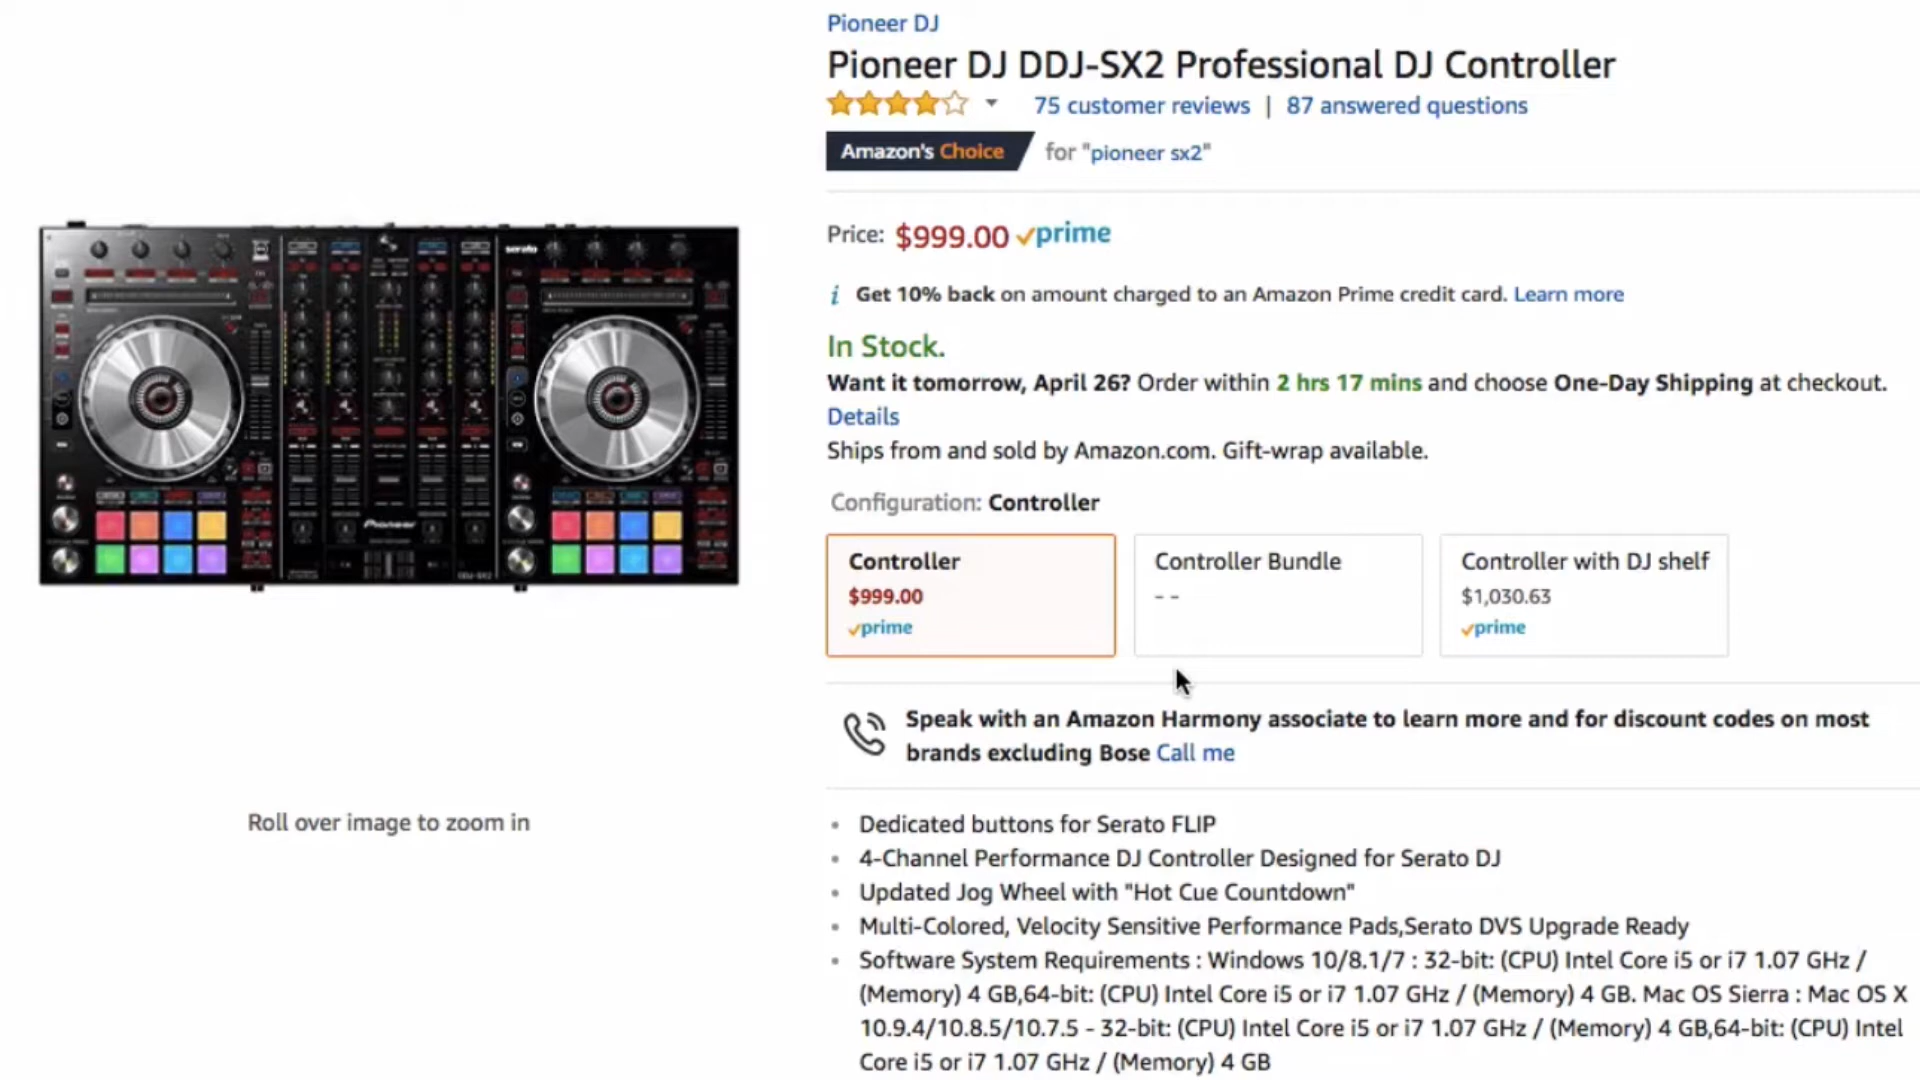 Pioneer DJ
Pioneer DJ DDJ-SX2 Professional DJ Controller
75 customer reviews | 87 answered questions
Amazon's Choice for "pioneer sx2"
Price: $999.00 prime
i Get 10% back on amount charged to an Amazon Prime credit card. Learn more
In Stock.
Want it tomorrow, April 26? Order within 2 hrs 17 mins and choose One-Day Shipping at checkout.
Details
Ships from and sold by Amazon.com. Gift-wrap available.
Configuration: Controller
Controller
$999.00
prime
Controller Bundle
- -
Controller with DJ shelf
$1,030.63
prime
Speak with an Amazon Harmony associate to learn more and for discount codes on most
brands excluding Bose Call me
• Dedicated buttons for Serato FLIP
• 4-Channel Performance DJ Controller Designed for Serato DJ
• Updated Jog Wheel with "Hot Cue Countdown"
• Multi-Colored, Velocity Sensitive Performance Pads,Serato DVS Upgrade Ready
• Software System Requirements : Windows 10/8.1/7 : 32-bit: (CPU) Intel Core i5 or i7 1.07 GHz /
(Memory) 4 GB,64-bit: (CPU) Intel Core i5 or i7 1.07 GHz / (Memory) 4 GB. Mac OS Sierra : Mac OS X
10.9.4/10.8.5/10.7.5 - 32-bit: (CPU) Intel Core i5 or i7 1.07 GHz / (Memory) 4 GB,64-bit: (CPU) Intel
Core i5 or i7 1.07 GHz / (Memory) 4 GB
serato
Pioneer
DDJ-SX2
Roll over image to zoom in